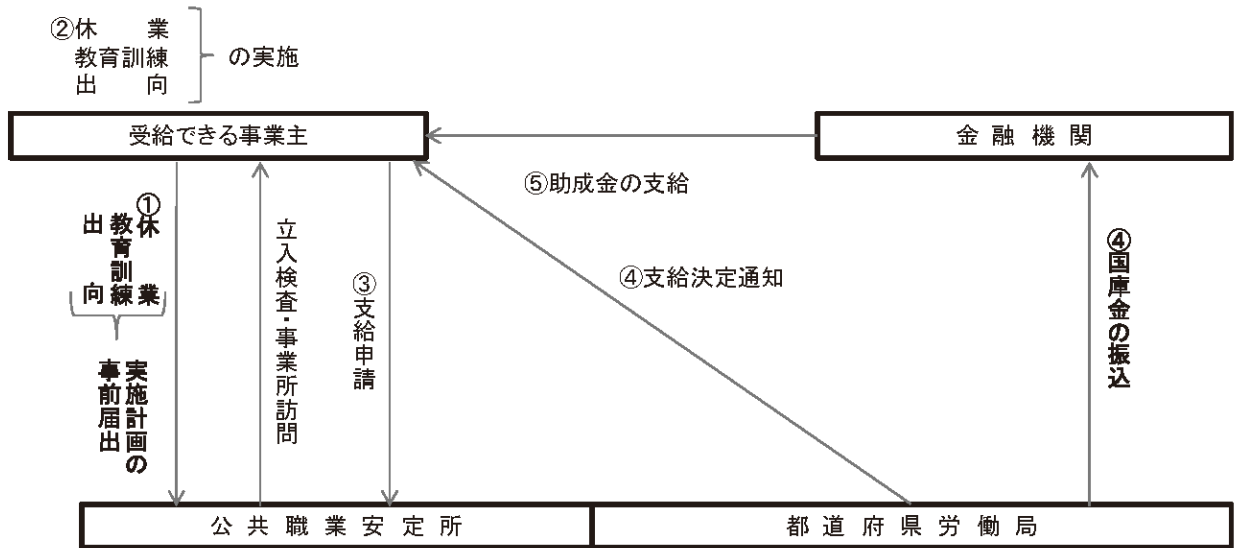 ②休業
教育訓練
出向
の実施
受給できる事業主
金融機関
⑤助成金の支給
①休業
教育訓練
出向
実施計画の
事前届出
立入検査・事業所訪問
③支給申請
④支給決定通知
④国庫金の振込
公共職業安定所
都道府県労働局